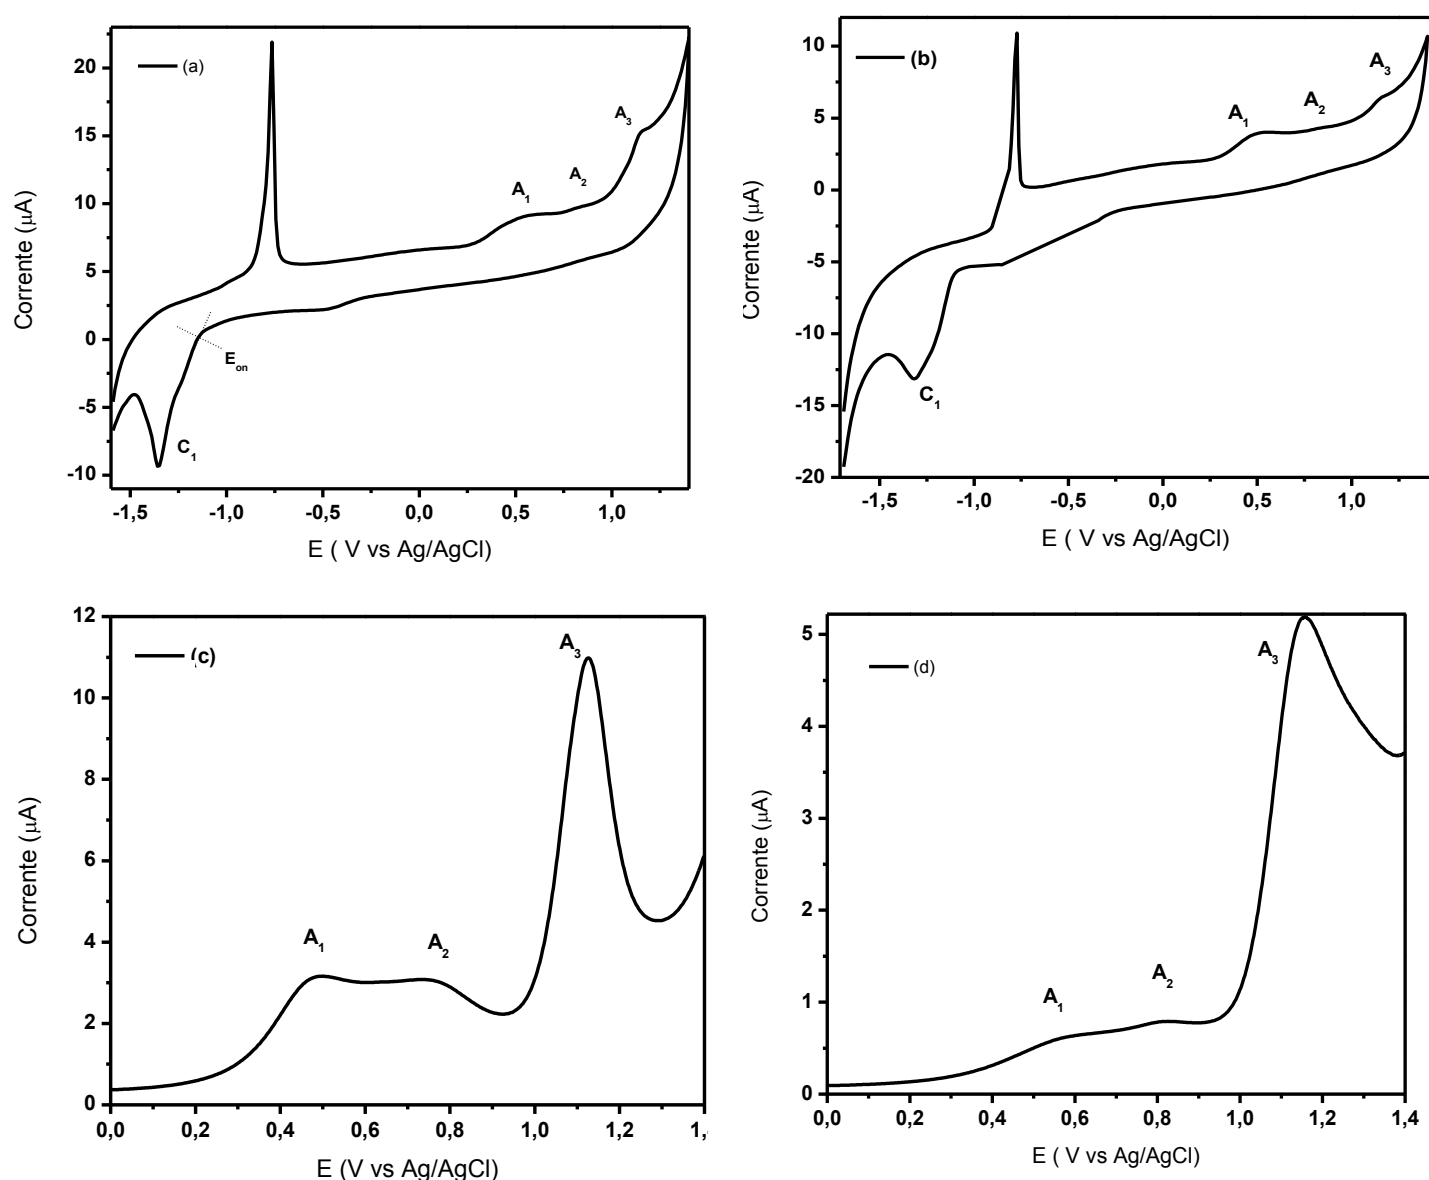 (a)
20
15
10
5
0
-5
-10
A3
A1
A2
Eon
C1
-1,5 -1,0 -0,5 0,0 0,5 1,0
Corrente (µA)
E ( V vs Ag/AgCl)
(b)
10
5
0
-5
-10
-15
-20
A3
A1
A2
C1
-1,5 -1,0 -0,5 0,0 0,5 1,0
Corrente (µA)
E ( V vs Ag/AgCl)
(c)
12
10
8
6
4
2
0
A3
A1
A2
0,0 0,2 0,4 0,6 0,8 1,0 1,2 1,
Corrente (µA)
E (V vs Ag/AgCl)
(d)
5
4
3
2
1
0
A3
A1
A2
0,0 0,2 0,4 0,6 0,8 1,0 1,2 1,4
Corrente (µA)
E ( V vs Ag/AgCl)